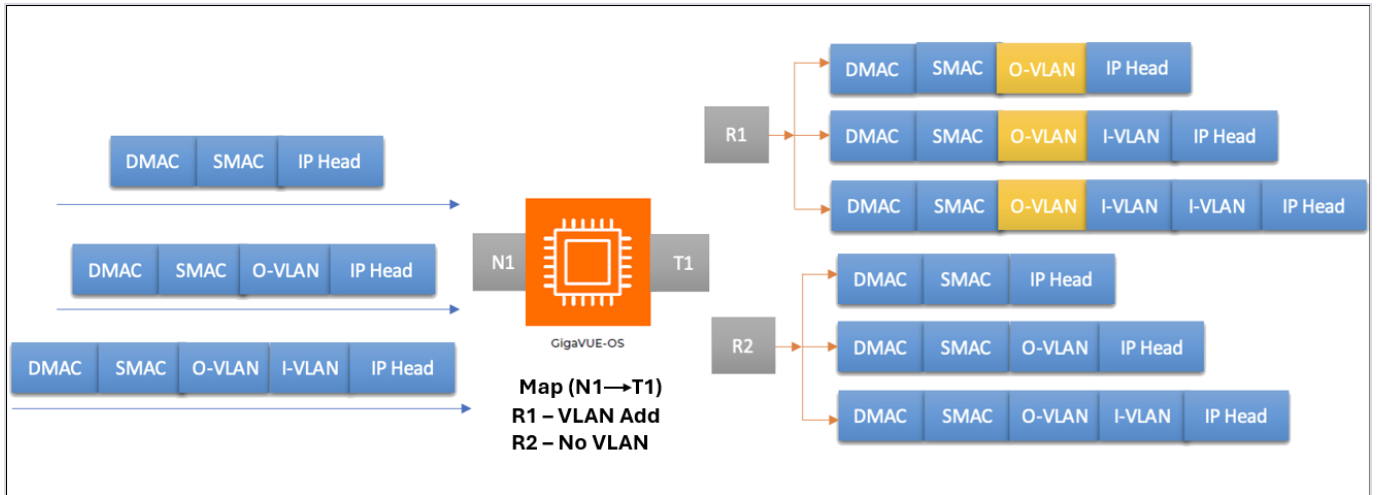 DMAC SMAC IP Head
DMAC SMAC O-VLAN IP Head
DMAC SMAC O-VLAN I-VLAN IP Head
N1
T1
GigaVUE-OS
Map (N1→T1)
R1 – VLAN Add
R2 – No VLAN
R1
DMAC SMAC O-VLAN IP Head
DMAC SMAC O-VLAN I-VLAN IP Head
DMAC SMAC O-VLAN I-VLAN I-VLAN IP Head
R2
DMAC SMAC IP Head
DMAC SMAC O-VLAN IP Head
DMAC SMAC O-VLAN I-VLAN IP Head